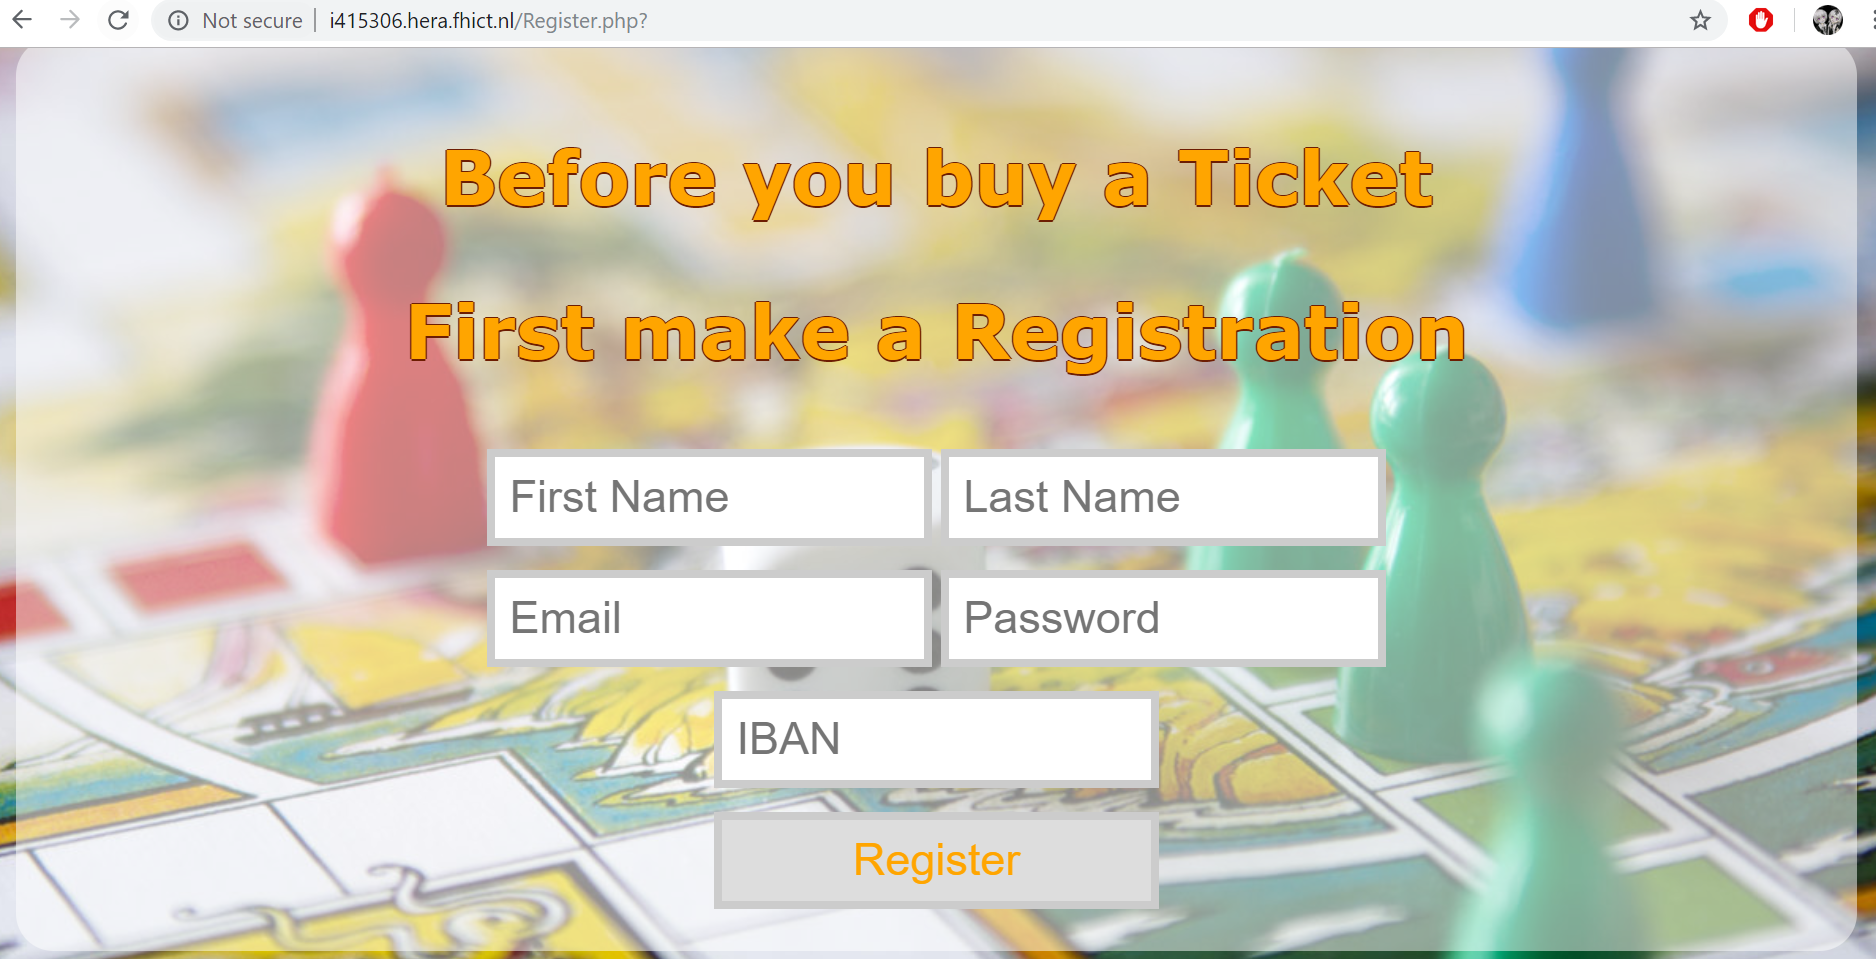 Not secure | i415306.hera.fhict.nl/Register.php?
Before you buy a Ticket
First make a Registration
First Name Last Name
Email Password
IBAN
Register